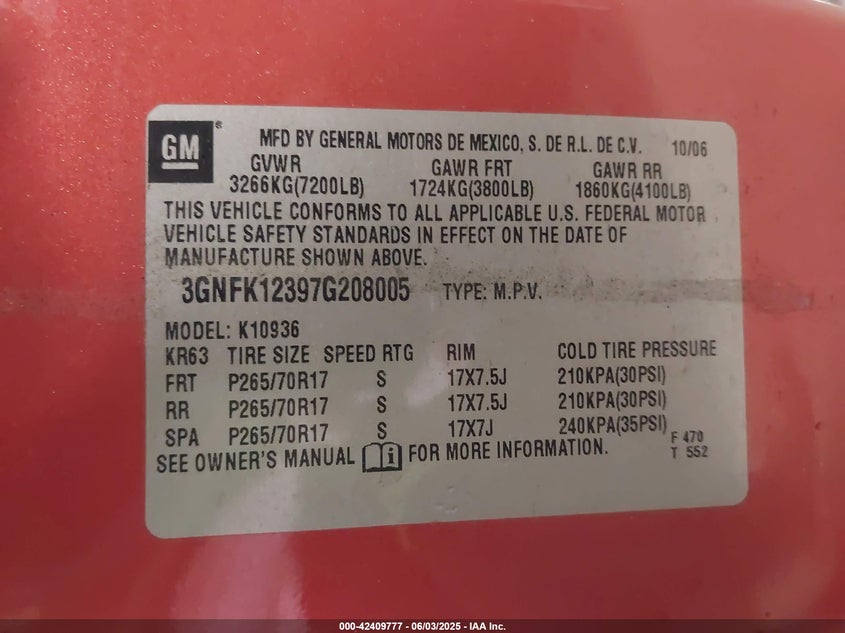 GM
MFD BY GENERAL MOTORS DE MEXICO, S. DE R.L. DE C.V. 10/06
GVWR GAWR FRT GAWR RR
3266KG(7200LB) 1724KG(3800LB) 1860KG(4100LB)
THIS VEHICLE CONFORMS TO ALL APPLICABLE U.S. FEDERAL MOTOR
VEHICLE SAFETY STANDARDS IN EFFECT ON THE DATE OF
MANUFACTURE SHOWN ABOVE.
3GNFK12397G208005 TYPE: M.P.V.
MODEL: K10936
KR63 TIRE SIZE SPEED RTG RIM COLD TIRE PRESSURE
FRT P265/70R17 S 17X7.5J 210KPA(30PSI)
RR P265/70R17 S 17X7.5J 210KPA(30PSI)
SPA P265/70R17 S 17X7J 240KPA(35PSI) F 470
T 552
SEE OWNER'S MANUAL FOR MORE INFORMATION.
000-42409777 - 06/03/2025 - IAA Inc.